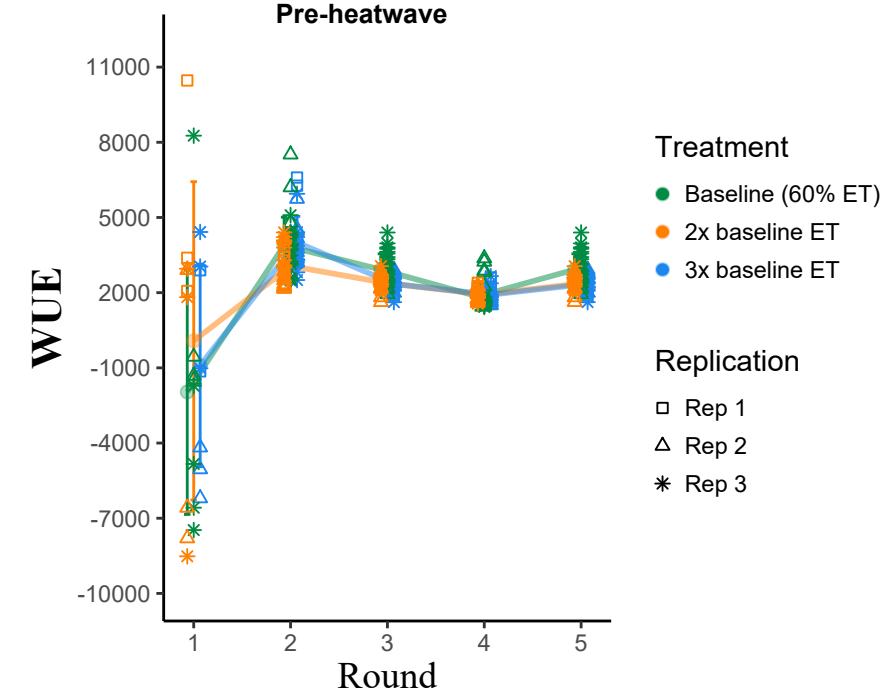 Pre-heatwave
WUE
11000
8000
5000
2000
-1000
-4000
-7000
-10000
1 2 3 4 5
Round
Treatment
Baseline (60% ET)
2x baseline ET
3x baseline ET
Replication
Rep 1
Rep 2
Rep 3